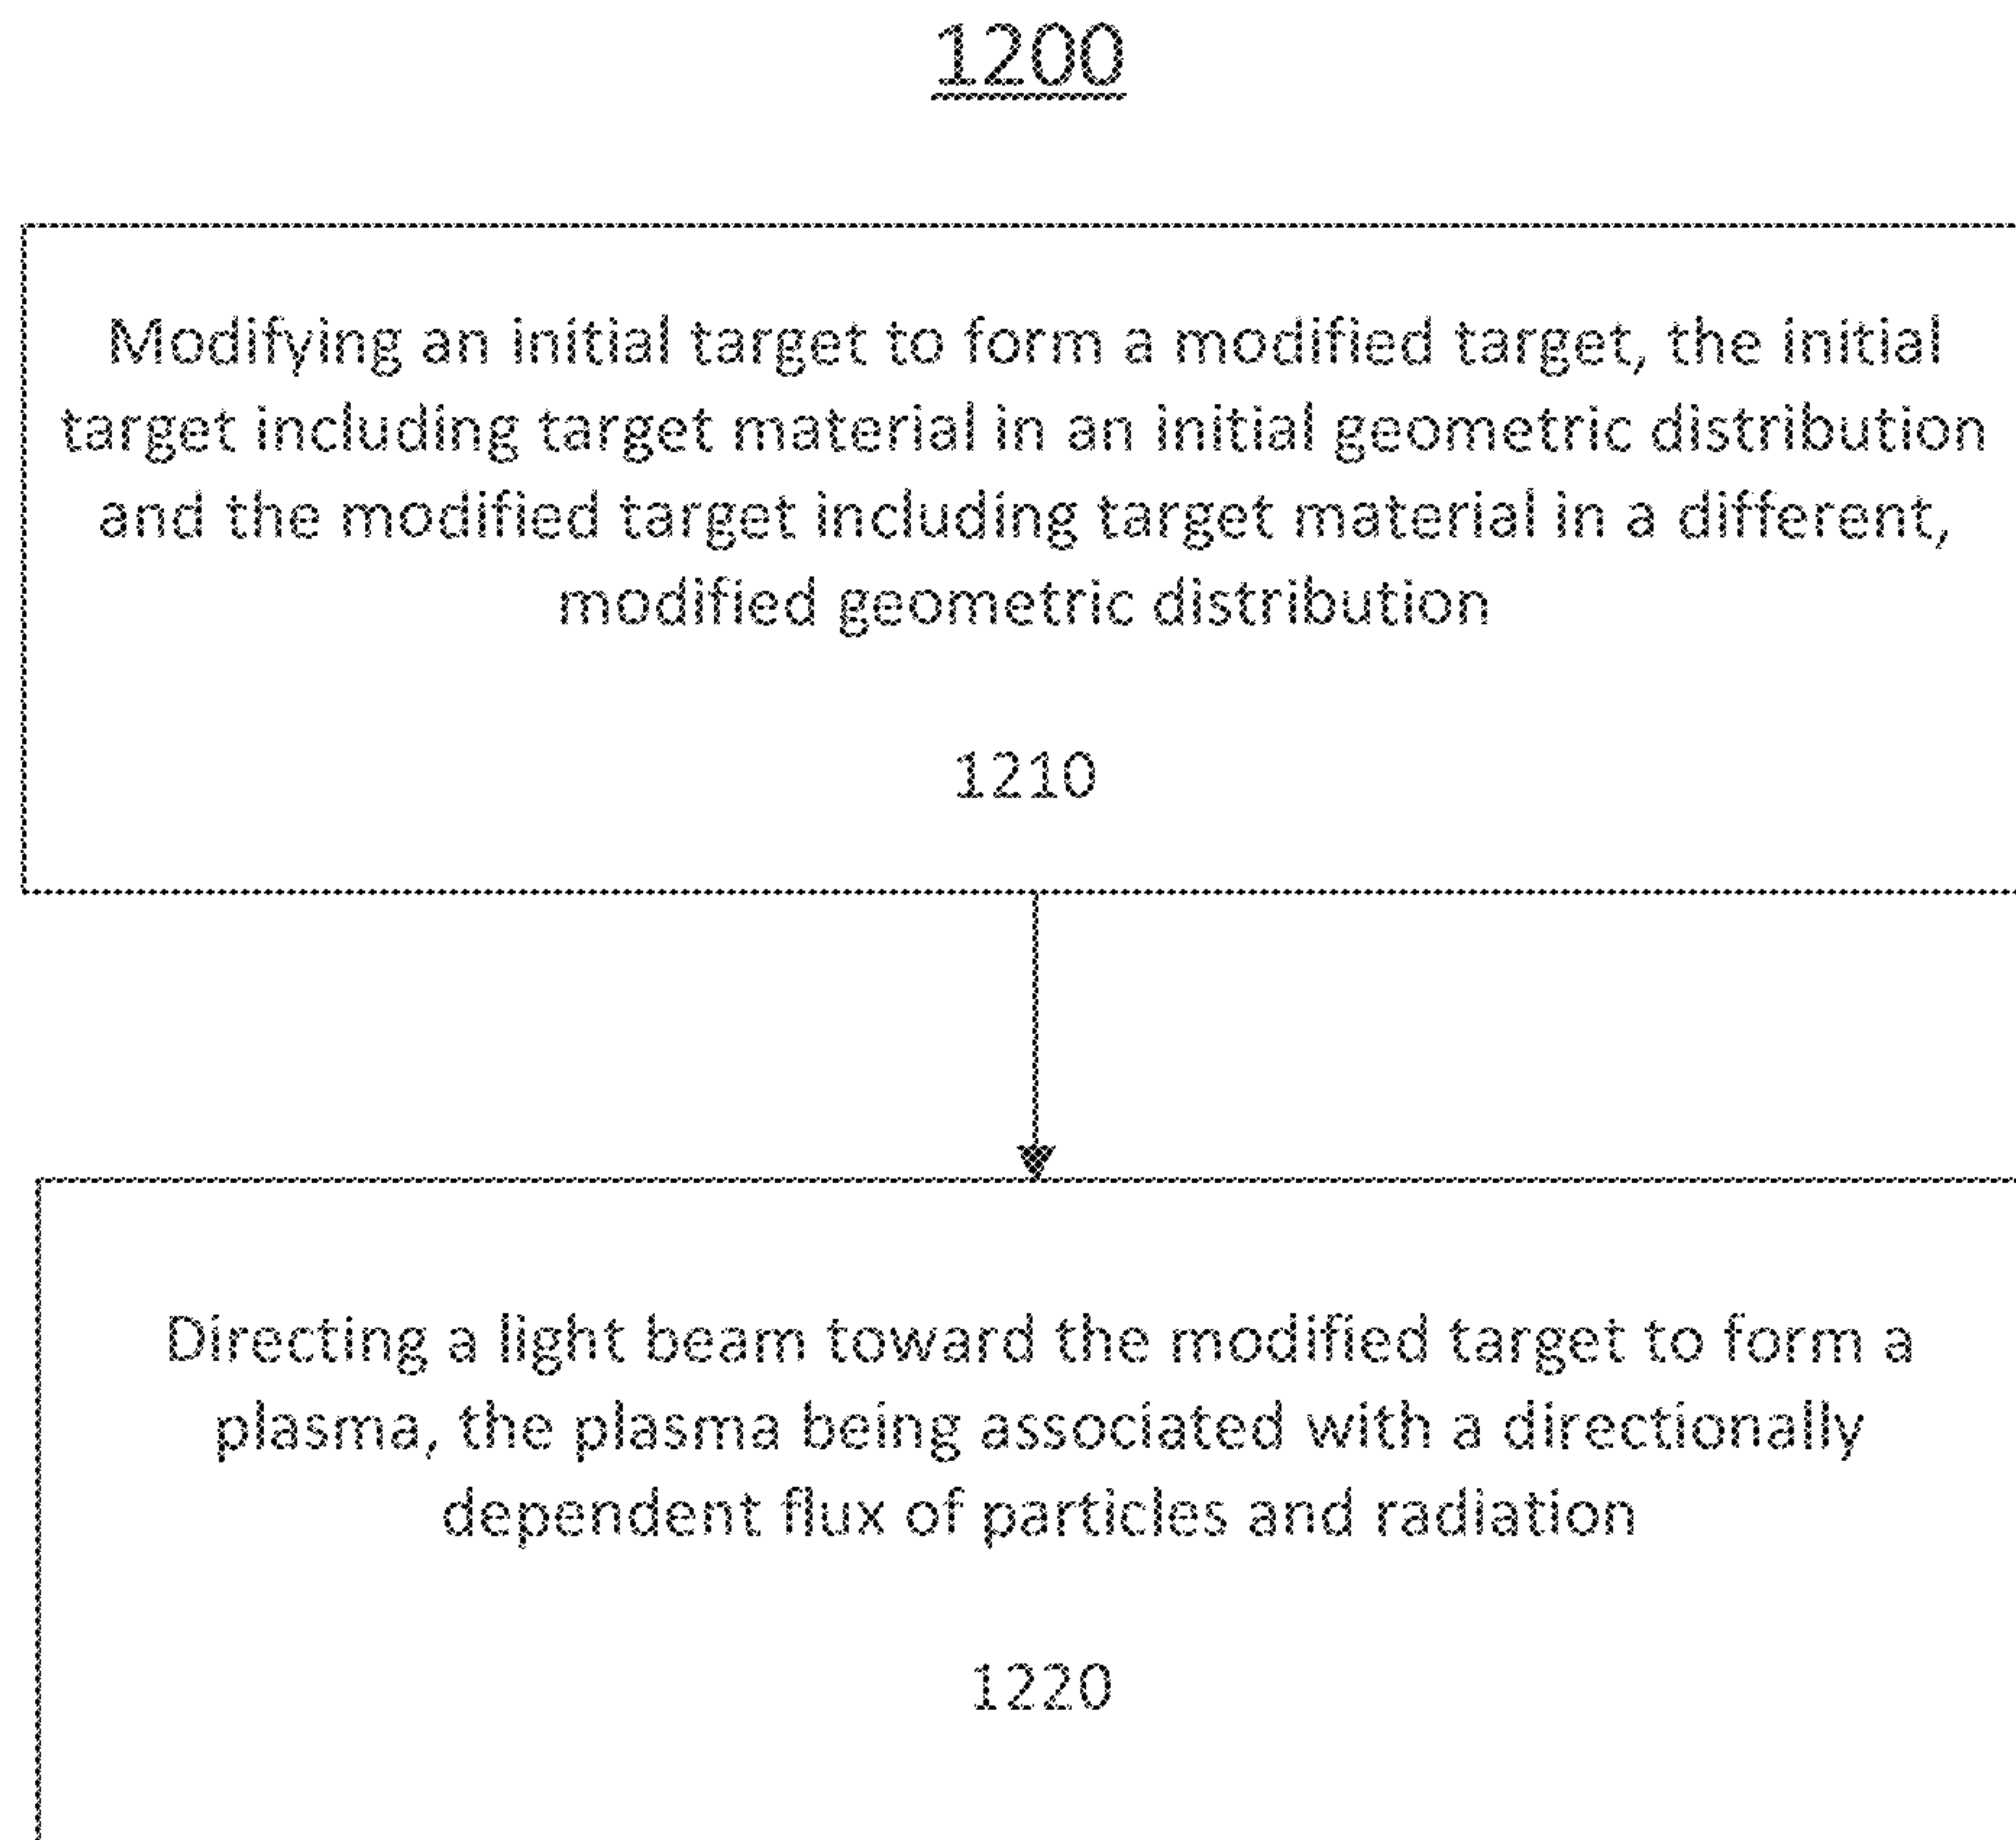 1200
Modifying an initial target to form a modified target, the initial
target including target material in an initial geometric distribution
and the modified target including target material in a different,
modified geometric distribution
1210
Directing a light beam toward the modified target to form a
plasma, the plasma being associated with a directionally
dependent flux of particles and radiation
1220